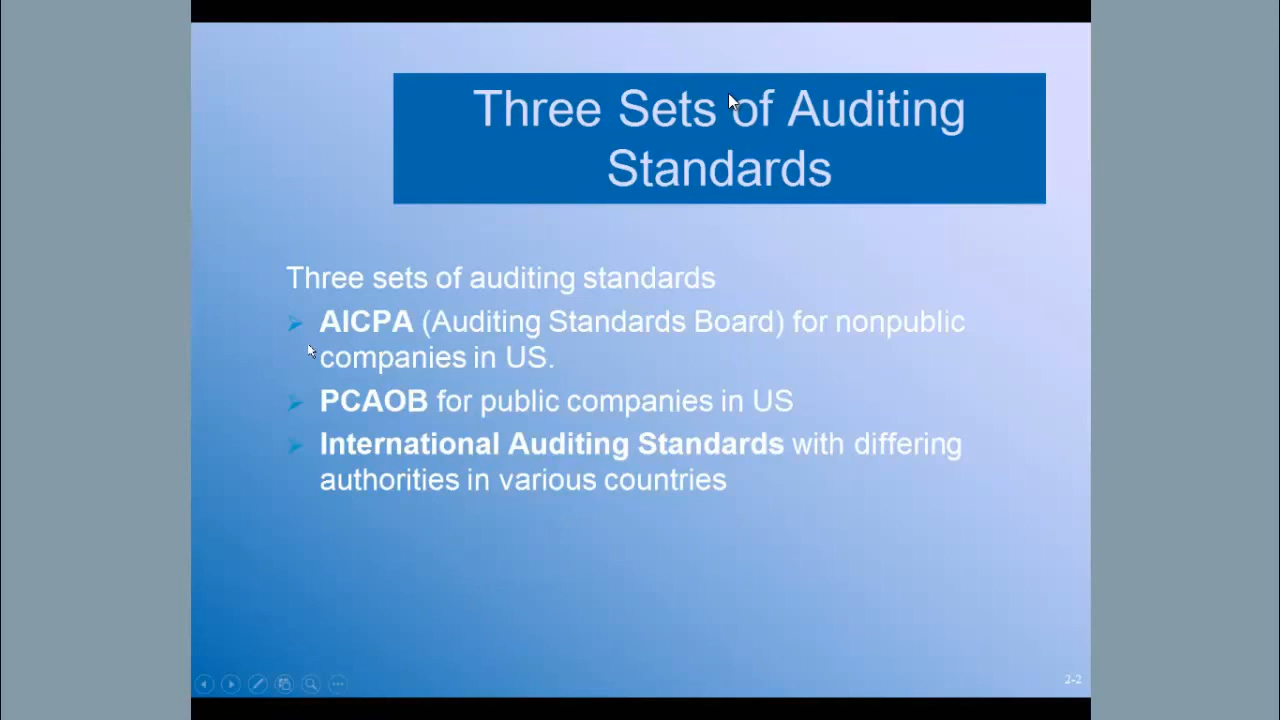 Three Sets of Auditing
Standards
Three sets of auditing standards
AICPA (Auditing Standards Board) for nonpublic
companies in US.
PCAOB for public companies in US
International Auditing Standards with differing
authorities in various countries
2-2